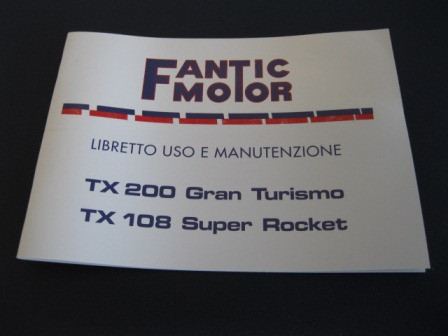 FANTIC
MOTOR
LIBRETTO USO E MANUTENZIONE
TX 200 Gran Turismo
TX 108 Super Rocket